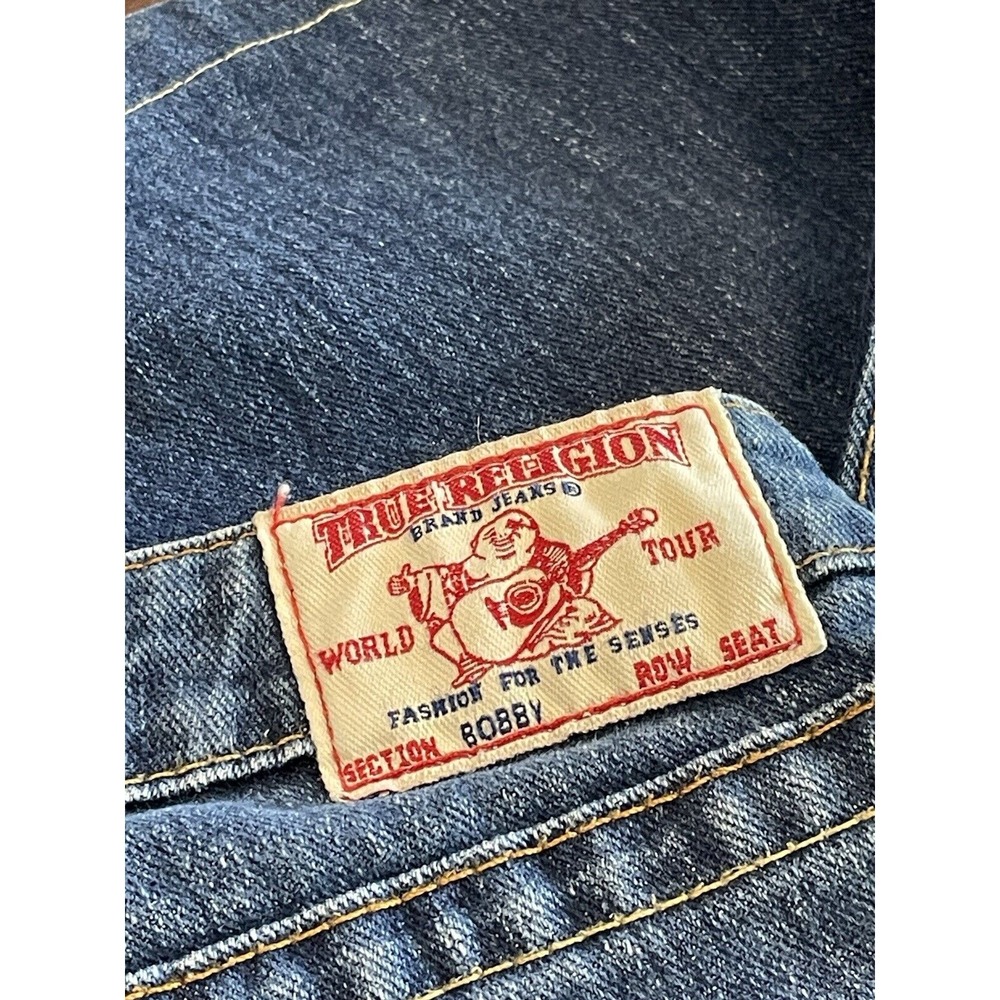 TRUE RELIGION
BRAND JEANS®
WORLD TOUR
FASHION FOR THE SENSES
SECTION BOBBY ROW SEAT